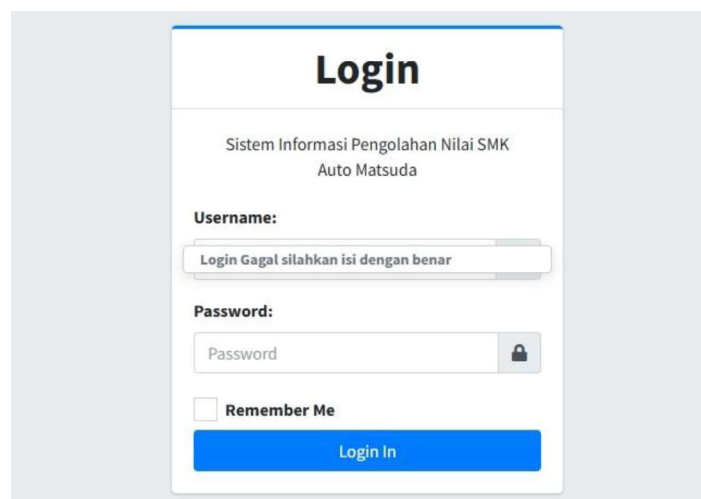 Login
Sistem Informasi Pengolahan Nilai SMK
Auto Matsuda
Username:
Login Gagal silahkan isi dengan benar
Password:
Password
Remember Me
Login In